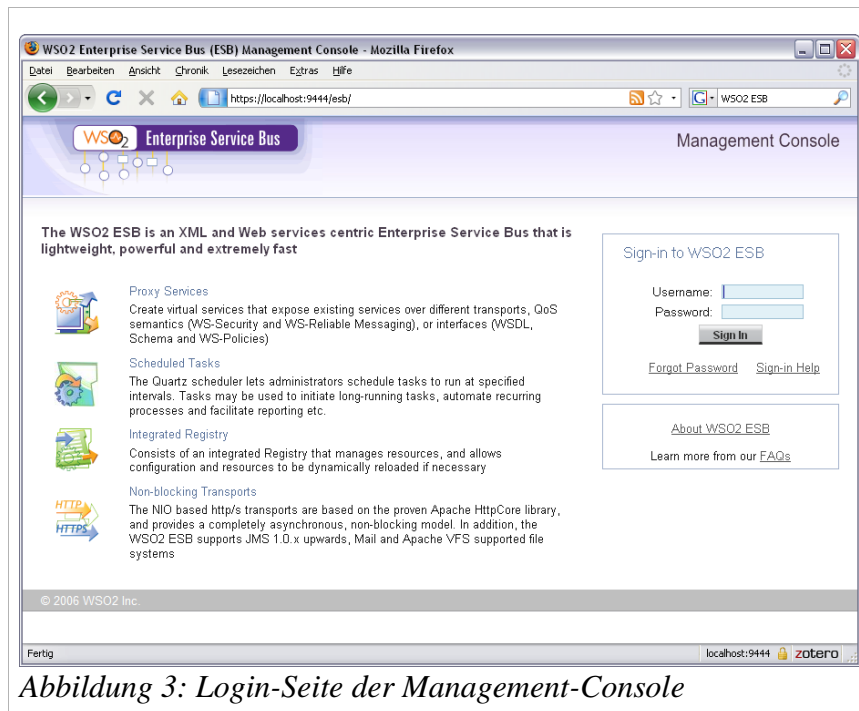 WSO2 Enterprise Service Bus (ESB) Management Console - Mozilla Firefox
Datei Bearbeiten Ansicht Chronik Lesezeichen Extras Hilfe
https://localhost:9444/esb/
G WSO2 ESB
WSO2 Enterprise Service Bus
Management Console
The WSO2 ESB is an XML and Web services centric Enterprise Service Bus that is
lightweight, powerful and extremely fast
Proxy Services
Create virtual services that expose existing services over different transports, QoS
semantics (WS-Security and WS-Reliable Messaging), or interfaces (WSDL,
Schema and WS-Policies)
Scheduled Tasks
The Quartz scheduler lets administrators schedule tasks to run at specified
intervals. Tasks may be used to initiate long-running tasks, automate recurring
processes and facilitate reporting etc.
Integrated Registry
Consists of an integrated Registry that manages resources, and allows
configuration and resources to be dynamically reloaded if necessary
Non-blocking Transports
HTTP
HTTPS
The NIO based http/s transports are based on the proven Apache HttpCore library,
and provides a completely asynchronous, non-blocking model. In addition, the
WSO2 ESB supports JMS 1.0.x upwards, Mail and Apache VFS supported file
systems
Sign-in to WSO2 ESB
Username:
Password:
Sign In
Forgot Password Sign-in Help
About WSO2 ESB
Learn more from our FAQs
© 2006 WSO2 Inc.
Fertig
localhost:9444 zotero
Abbildung 3: Login-Seite der Management-Console